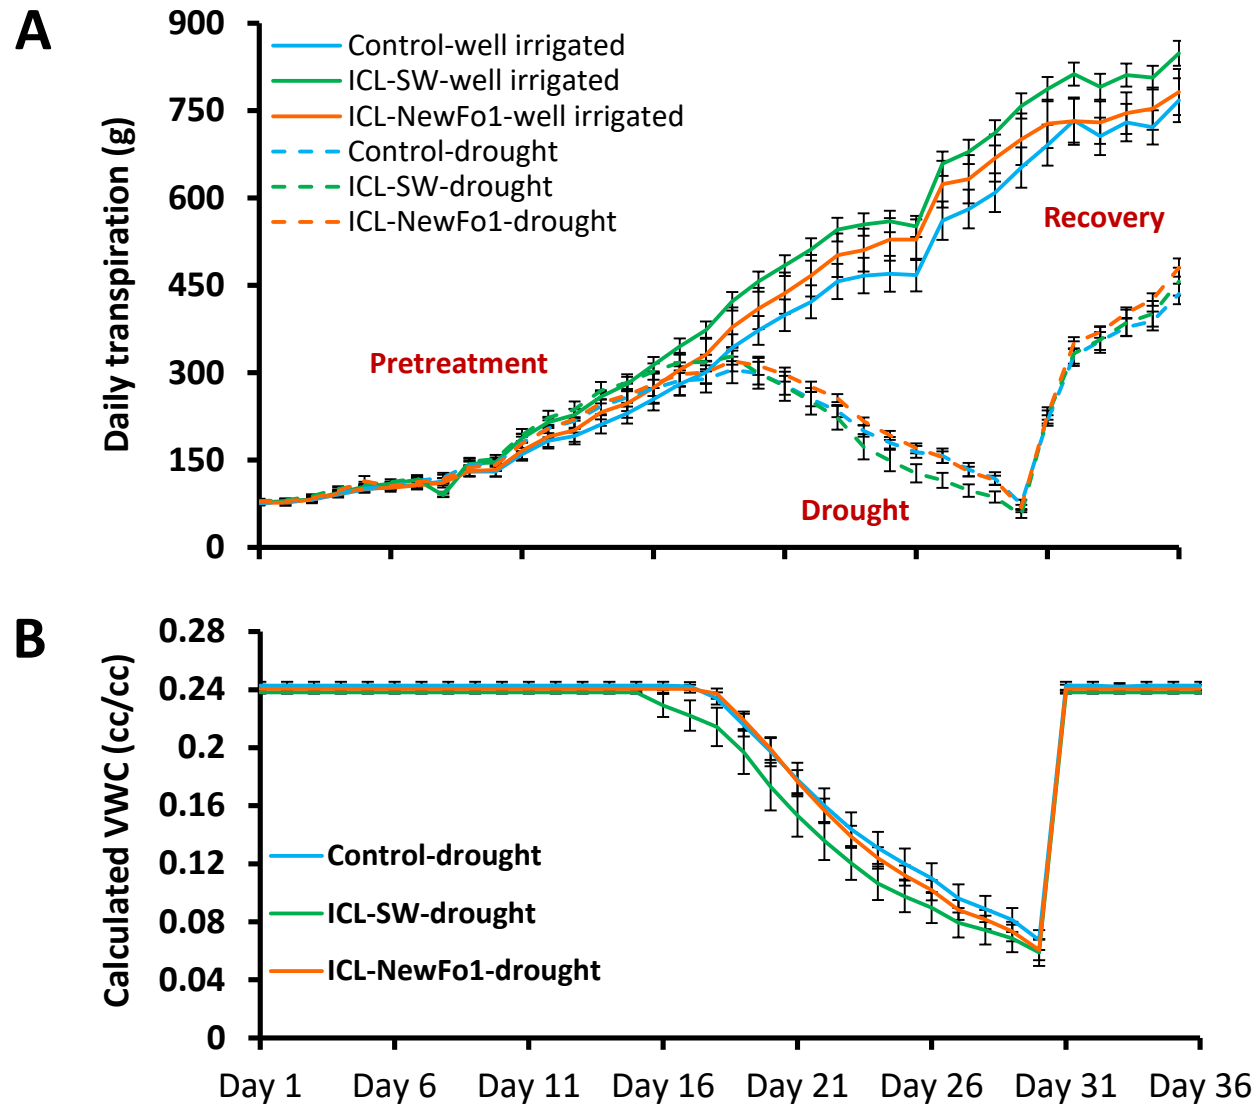 A
Daily transpiration (g)
900
750
600
450
300
150
0
Control-well irrigated
ICL-SW-well irrigated
ICL-NewFo1-well irrigated
Control-drought
ICL-SW-drought
ICL-NewFo1-drought
Pretreatment
Drought
Recovery
B
Calculated VWC (cc/cc)
0.28
0.24
0.2
0.16
0.12
0.08
0.04
0
Control-drought
ICL-SW-drought
ICL-NewFo1-drought
Day 1 Day 6 Day 11 Day 16 Day 21 Day 26 Day 31 Day 36